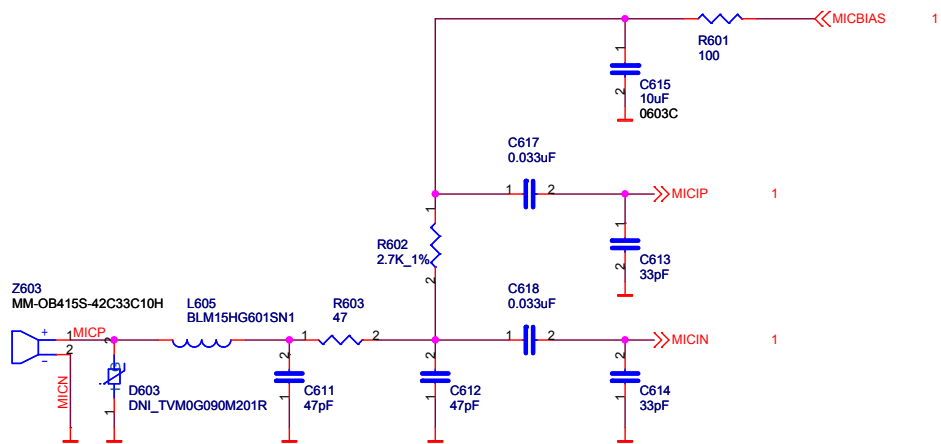 MICBIAS 1
R601
100
1
2
C615
10uF
0603C
C617
0.033uF
1 2
MICIP 1
1
2
C613
33pF
1
R602
2.7K_1%
2
C618
0.033uF
1 2
MICIN 1
2
1
C614
33pF
Z603
MM-OB415S-42C33C10H
+
1
MICP
2
-
MICN
L605
BLM15HG601SN1
R603
47
1 2
2
1
D603
DNI_TVM0G090M201R
2
1
C611
47pF
2
1
C612
47pF